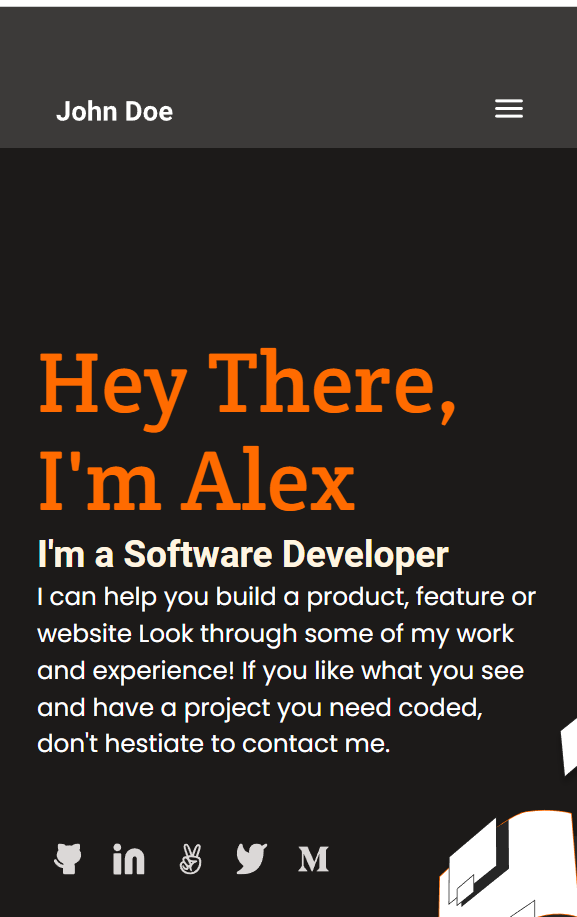 John Doe
Hey There,
I'm Alex
I'm a Software Developer
I can help you build a product, feature or
website Look through some of my work
and experience! If you like what you see
and have a project you need coded,
don't hestiate to contact me.